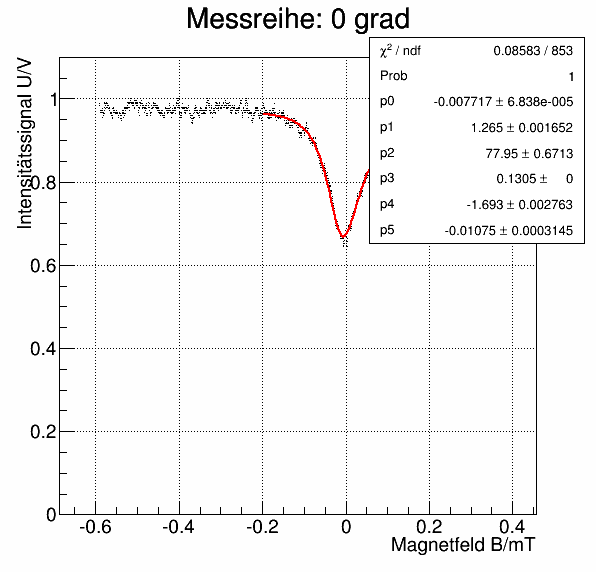 Messreihe: 0 grad
χ² / ndf 0.08583 / 853
Prob 1
p0 -0.007717 ± 6.838e-005
p1 1.265 ± 0.001652
p2 77.95 ± 0.6713
p3 0.1305 ± 0
p4 -1.693 ± 0.002763
p5 -0.01075 ± 0.0003145
Intensitätssignal U/V
1
0.8
0.6
0.4
0.2
0
-0.6 -0.4 -0.2 0 0.2 0.4
Magnetfeld B/mT